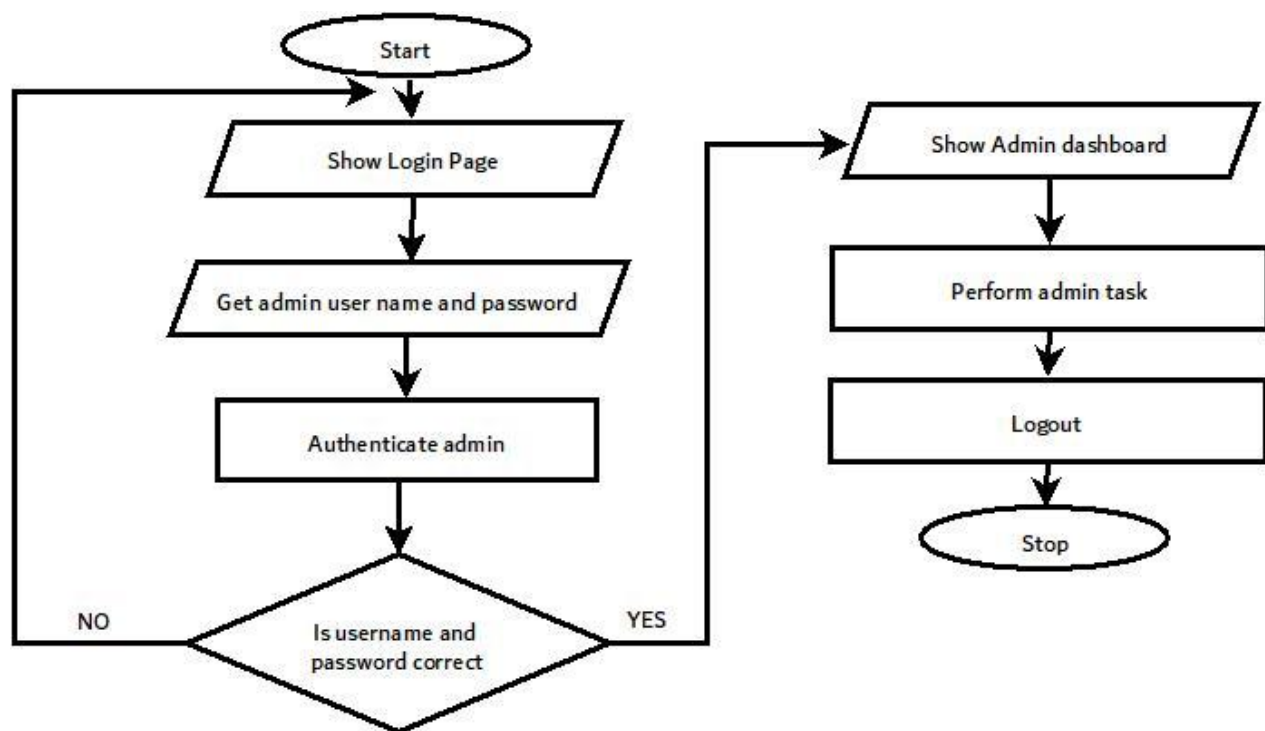 Start
Show Login Page
Get admin user name and password
Authenticate admin
Is username and
password correct
NO
YES
Show Admin dashboard
Perform admin task
Logout
Stop